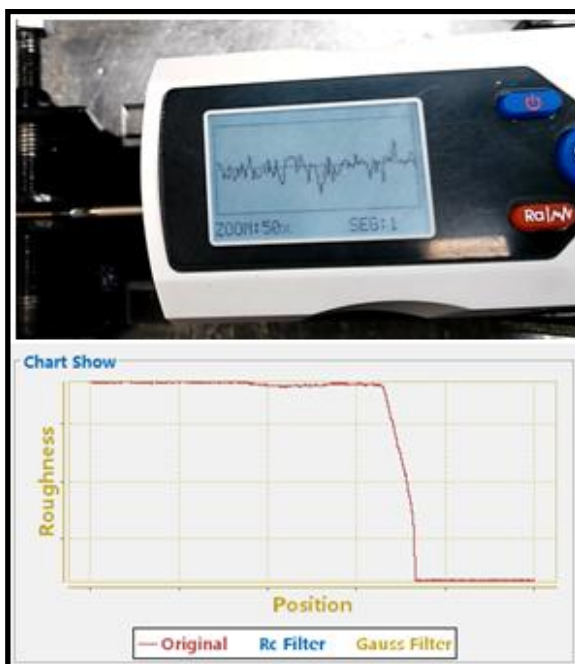 ZOOM:50x SEG:1
Ra
Chart Show
Roughness
Position
Original Rc Filter Gauss Filter